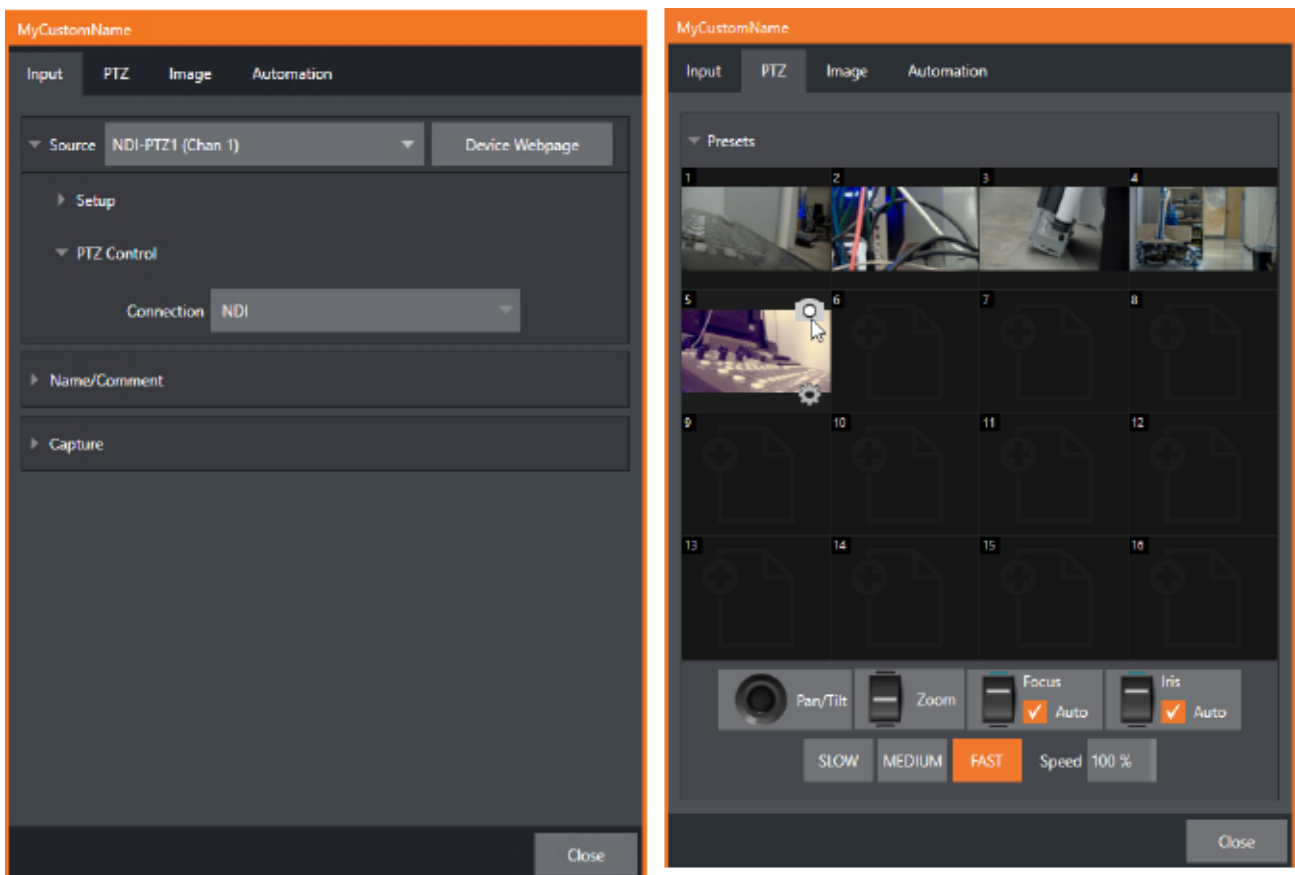 MyCustomName
Input PTZ Image Automation
Source NDI-PTZ1 (Chan 1) Device Webpage
Setup
PTZ Control
Connection NDI
Name/Comment
Capture
Close
MyCustomName
Input PTZ Image Automation
Presets
1 2 3 4
5 6 7 8
9 10 11 12
13 14 15 16
Pan/Tilt Zoom Focus Auto Iris Auto
SLOW MEDIUM FAST Speed 100 %
Close